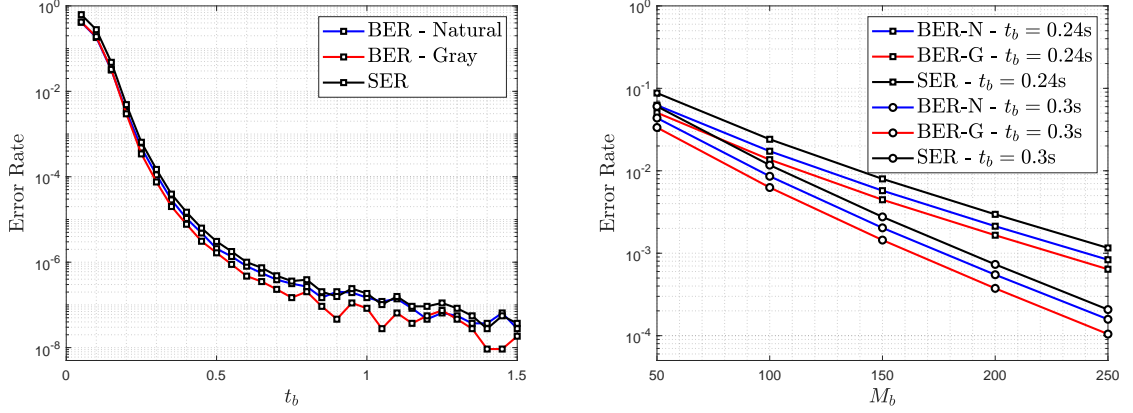 10^0
10^-2
10^-4
10^-6
10^-8
Error Rate
0 0.5 1 1.5
t_b
BER - Natural
BER - Gray
SER
10^0
10^-1
10^-2
10^-3
10^-4
Error Rate
50 100 150 200 250
M_b
BER-N - t_b = 0.24s
BER-G - t_b = 0.24s
SER - t_b = 0.24s
BER-N - t_b = 0.3s
BER-G - t_b = 0.3s
SER - t_b = 0.3s